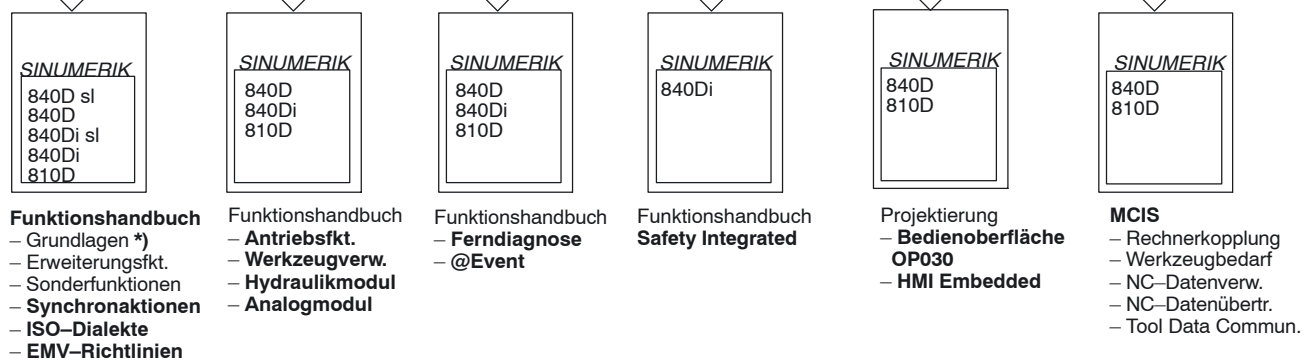 SINUMERIK
840D sl
840D
840Di sl
840Di
810D
Funktionshandbuch
– Grundlagen *)
– Erweiterungsfkt.
– Sonderfunktionen
– Synchronaktionen
– ISO–Dialekte
– EMV–Richtlinien
SINUMERIK
840D
840Di
810D
Funktionshandbuch
– Antriebsfkt.
– Werkzeugverw.
– Hydraulikmodul
– Analogmodul
SINUMERIK
840D
840Di
810D
Funktionshandbuch
– Ferndiagnose
– @Event
SINUMERIK
840Di
Funktionshandbuch
Safety Integrated
SINUMERIK
840D
810D
Projektierung
– Bedienoberfläche
OP030
– HMI Embedded
SINUMERIK
840D
810D
MCIS
– Rechnerkopplung
– Werkzeugbedarf
– NC–Datenverw.
– NC–Datenübertr.
– Tool Data Commun.